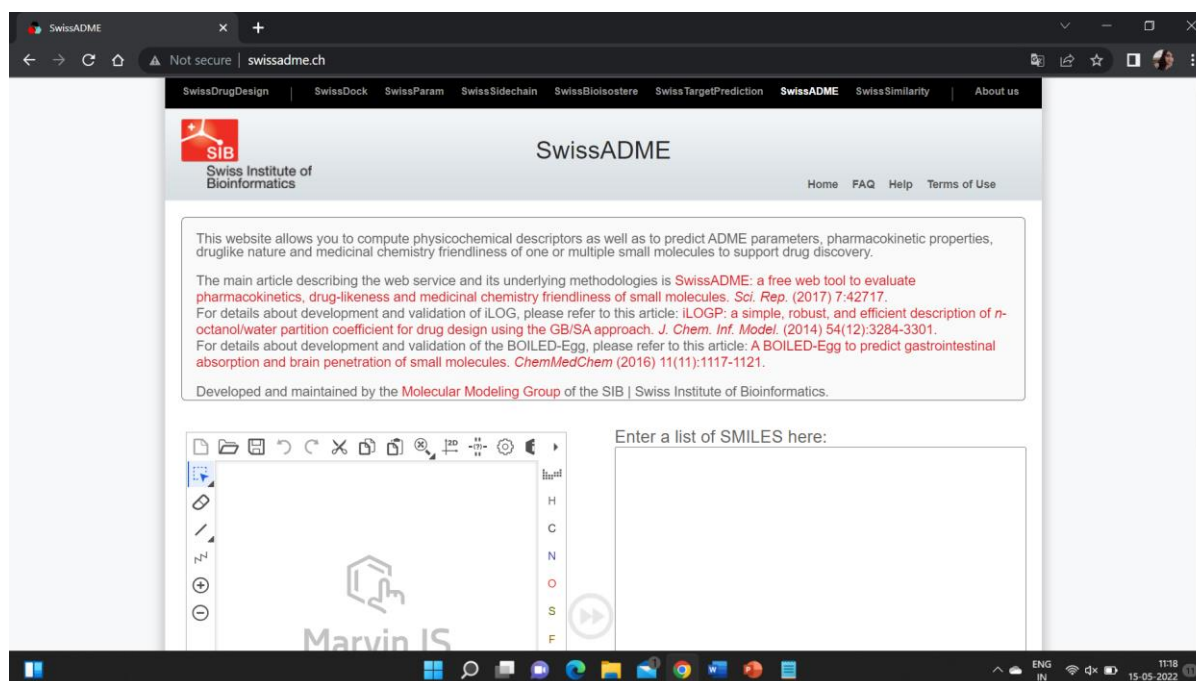 SwissADME
Not secure | swissadme.ch
SwissDrugDesign | SwissDock SwissParam SwissSidechain SwissBioisostere SwissTargetPrediction SwissADME SwissSimilarity | About us
SIB
Swiss Institute of
Bioinformatics
SwissADME
Home FAQ Help Terms of Use
This website allows you to compute physicochemical descriptors as well as to predict ADME parameters, pharmacokinetic properties,
druglike nature and medicinal chemistry friendliness of one or multiple small molecules to support drug discovery.
The main article describing the web service and its underlying methodologies is SwissADME: a free web tool to evaluate
pharmacokinetics, drug-likeness and medicinal chemistry friendliness of small molecules. Sci. Rep. (2017) 7:42717.
For details about development and validation of iLOG, please refer to this article: iLOGP: a simple, robust, and efficient description of n-
octanol/water partition coefficient for drug design using the GB/SA approach. J. Chem. Inf. Model. (2014) 54(12):3284-3301.
For details about development and validation of the BOILED-Egg, please refer to this article: A BOILED-Egg to predict gastrointestinal
absorption and brain penetration of small molecules. ChemMedChem (2016) 11(11):1117-1121.
Developed and maintained by the Molecular Modeling Group of the SIB | Swiss Institute of Bioinformatics.
Enter a list of SMILES here:
2D
H
C
N
O
S
F
Marvin JS
ENG
IN
11:18
15-05-2022